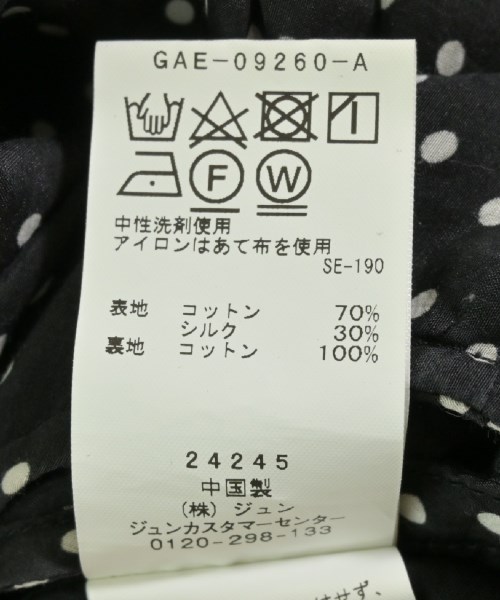 GAE-09260-A
F W
中性洗剤使用
アイロンはあて布を使用
SE-190
表地 コットン 70%
シルク 30%
裏地 コットン 100%
24245
中国製
(株) ジュン
ジュンカスタマーセンター
0120-298-133